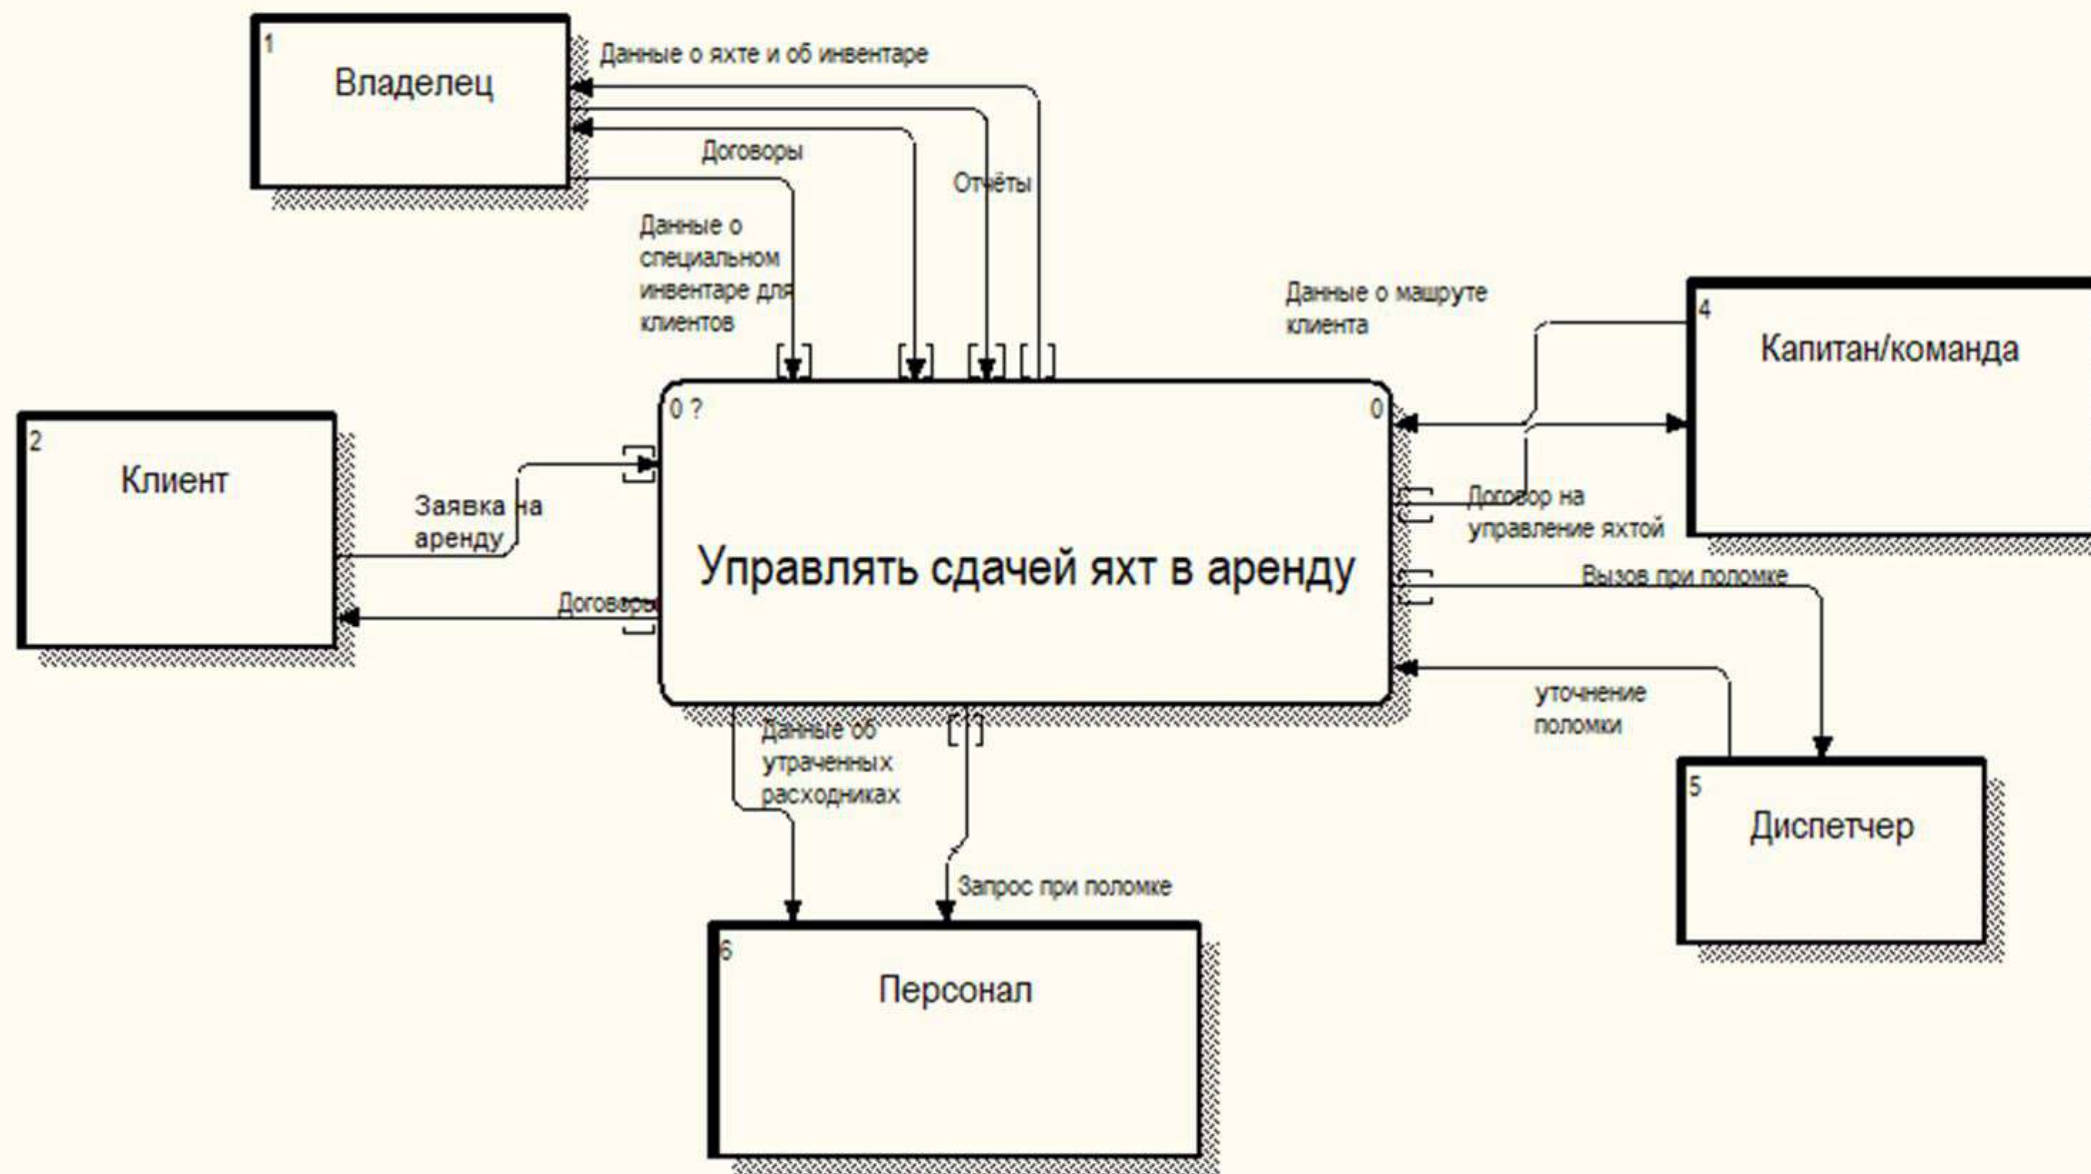 1
Владелец
Данные о яхте и об инвентаре
Договоры
Отчёты
Данные о
специальном
инвентаре для
клиентов
Данные о машруте
клиента
4
Капитан/команда
2
Клиент
Заявка на
аренду
Договоры
0 ?
0
Управлять сдачей яхт в аренду
Договор на
управление яхтой
Вызов при поломке
уточнение
поломки
5
Диспетчер
Данные об
утраченных
расходниках
Запрос при поломке
6
Персонал